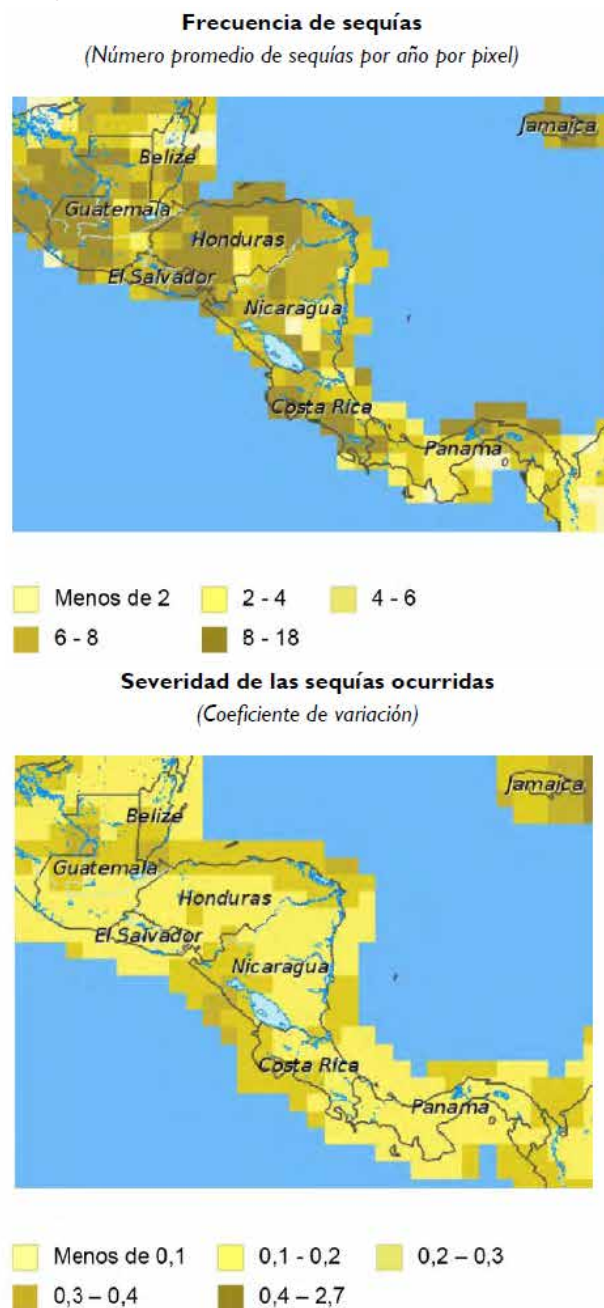 Frecuencia de sequías
(Número promedio de sequías por año por pixel)
Jamaica
Belize
Guatemala
Honduras
El Salvador
Nicaragua
Costa Rica
Panama
Menos de 2
2 - 4
4 - 6
6 - 8
8 - 18
Severidad de las sequías ocurridas
(Coeficiente de variación)
Jamaica
Belize
Guatemala
Honduras
El Salvador
Nicaragua
Costa Rica
Panama
Menos de 0,1
0,1 - 0,2
0,2 – 0,3
0,3 – 0,4
0,4 – 2,7